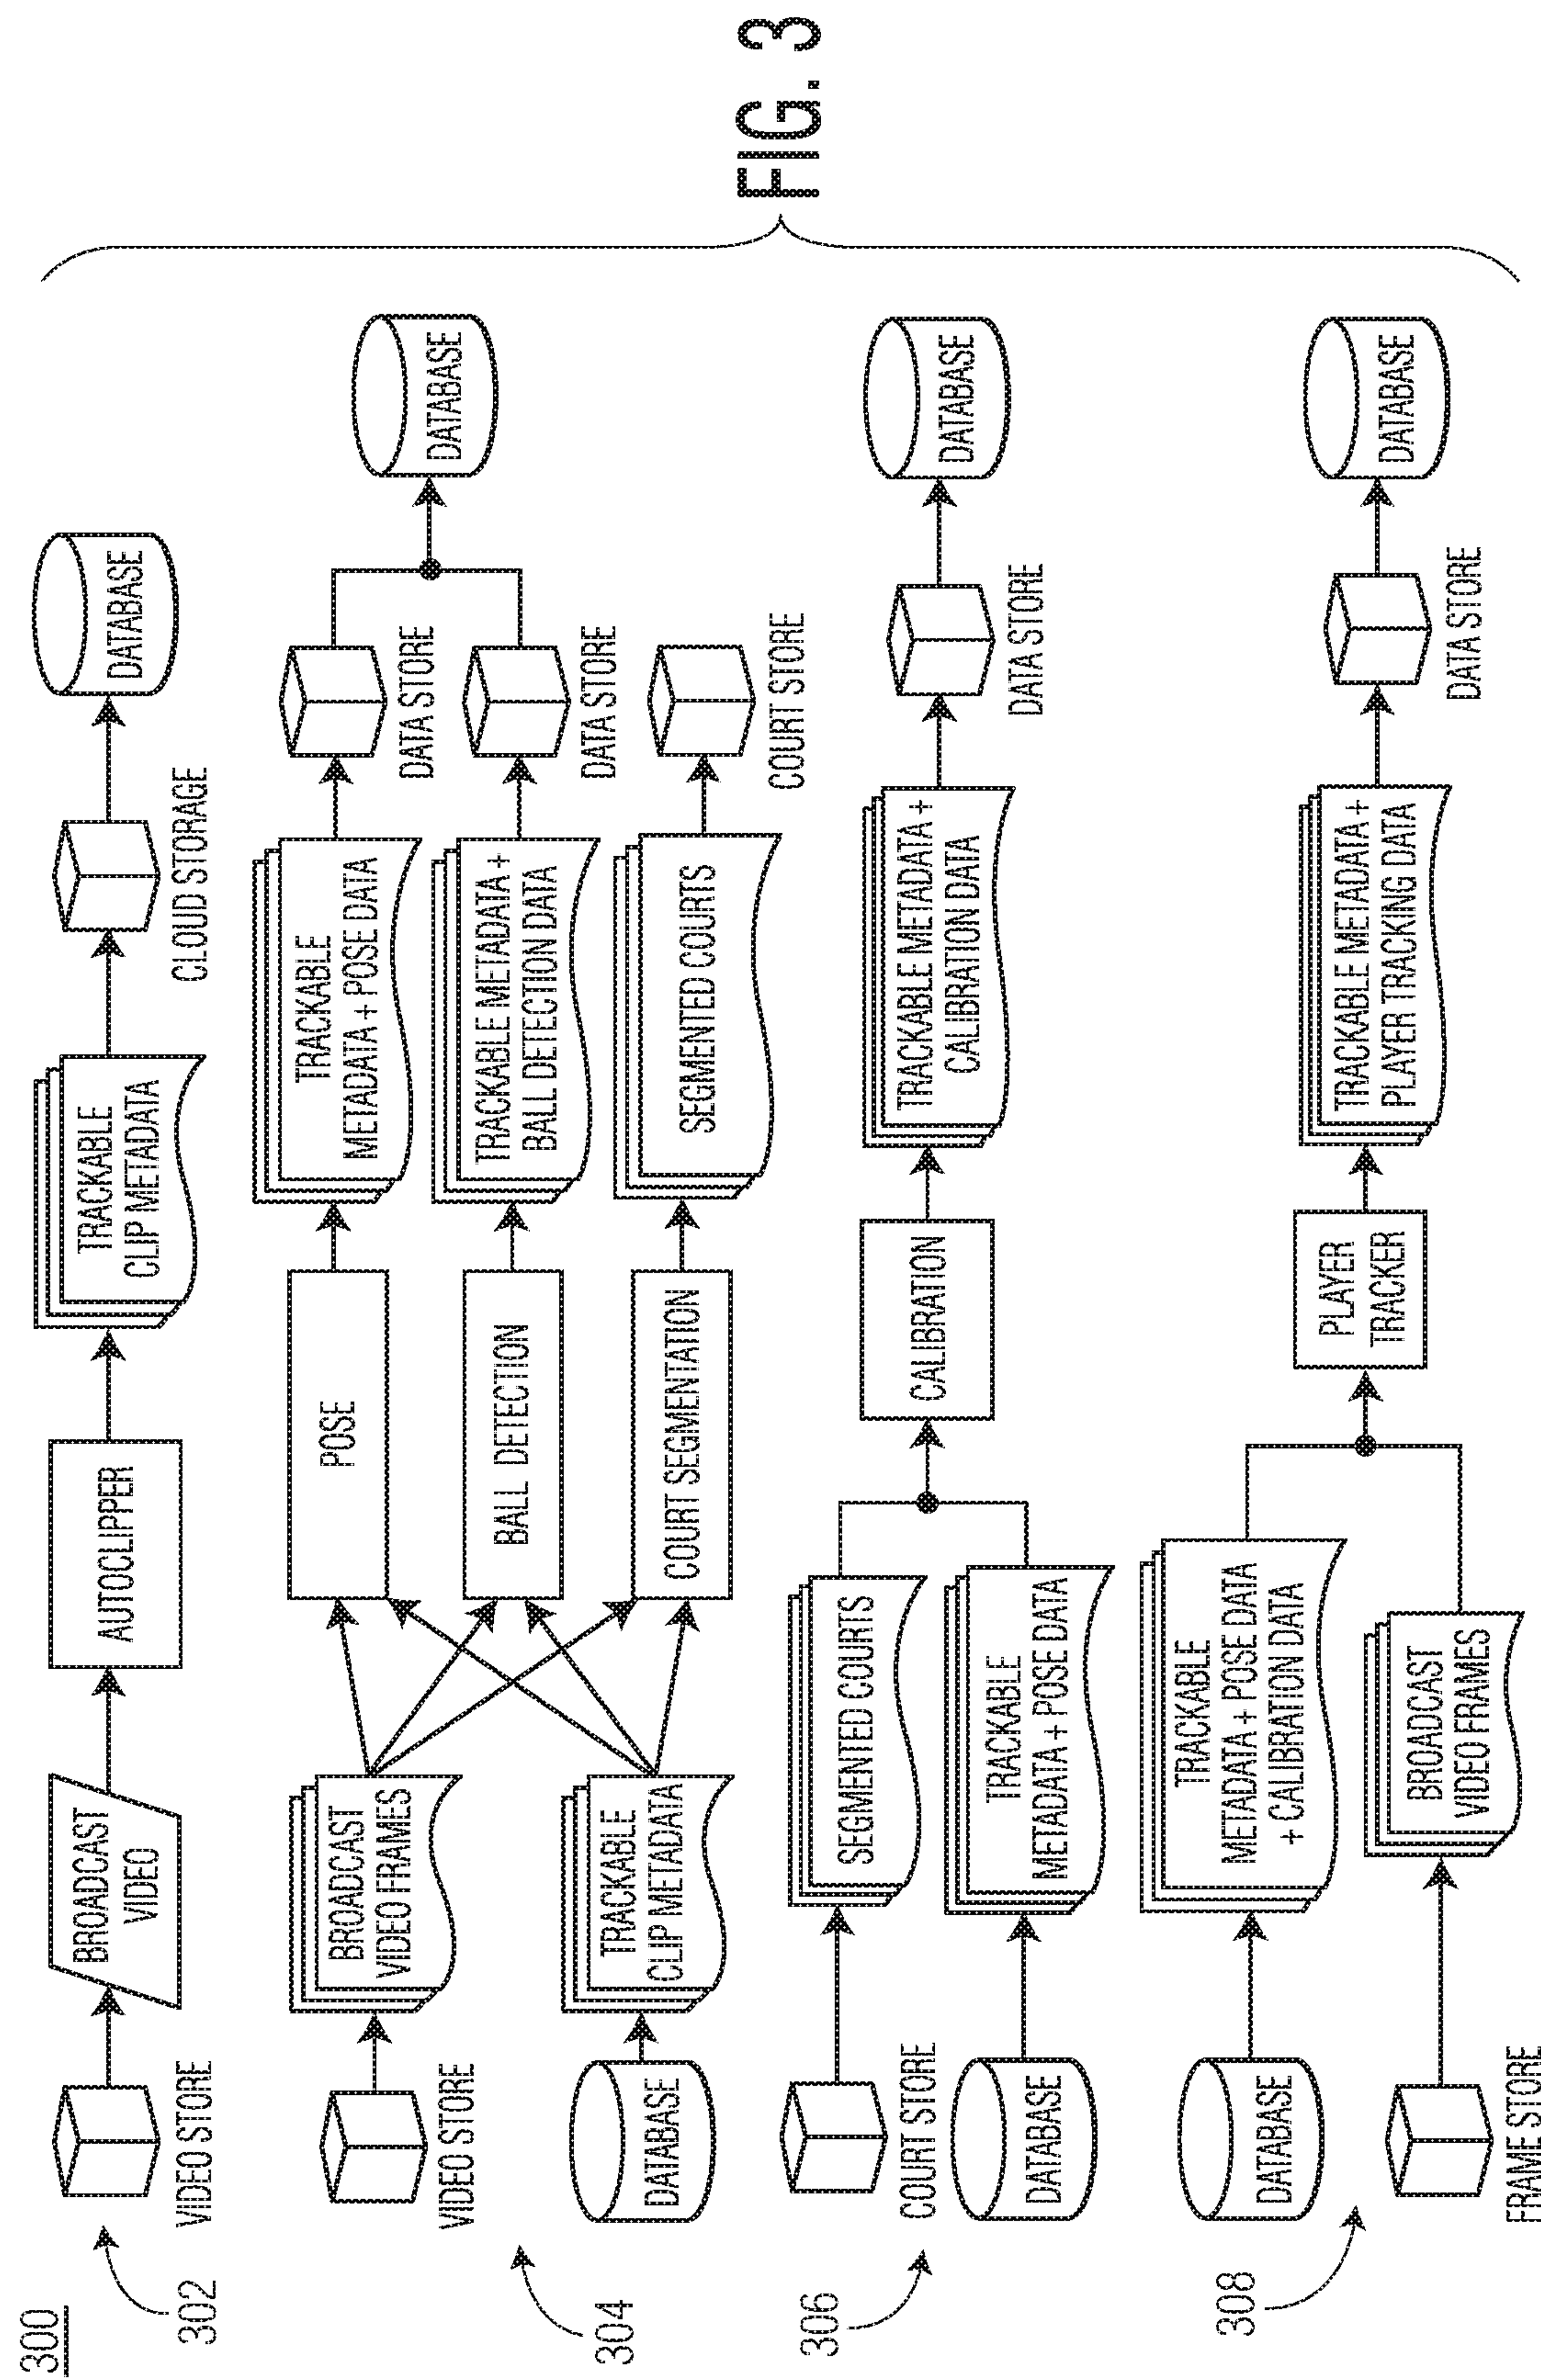 300
302
VIDEO STORE
BROADCAST
VIDEO
AUTOCLIPPER
TRACKABLE
CLIP METADATA
CLOUD STORAGE
DATABASE
304
VIDEO STORE
BROADCAST
VIDEO FRAMES
DATABASE
TRACKABLE
CLIP METADATA
POSE
BALL DETECTION
COURT SEGMENTATION
TRACKABLE
METADATA + POSE DATA
TRACKABLE METADATA +
BALL DETECTION DATA
SEGMENTED COURTS
DATA STORE
DATA STORE
COURT STORE
DATABASE
306
COURT STORE
SEGMENTED COURTS
DATABASE
TRACKABLE
METADATA + POSE DATA
CALIBRATION
TRACKABLE METADATA +
CALIBRATION DATA
DATA STORE
DATABASE
308
DATABASE
TRACKABLE
METADATA + POSE DATA
+ CALIBRATION DATA
FRAME STORE
BROADCAST
VIDEO FRAMES
PLAYER
TRACKER
TRACKABLE METADATA +
PLAYER TRACKING DATA
DATA STORE
DATABASE
FIG. 3